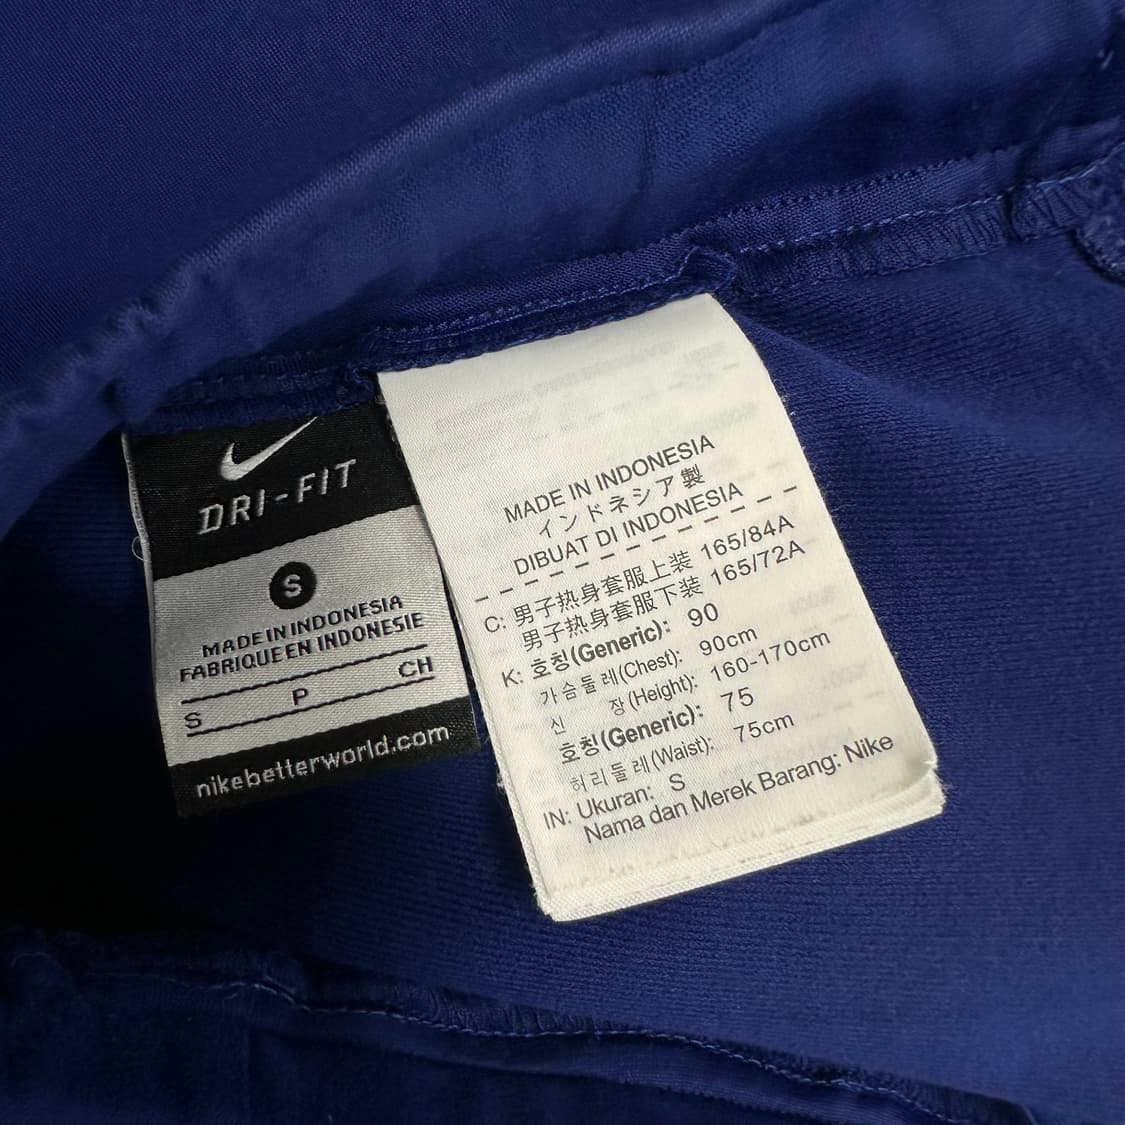 DRI-FIT
S
MADE IN INDONESIA
FABRIQUE EN INDONESIE
S P CH
nikebetterworld.com
MADE IN INDONESIA
インドネシア製
DIBUAT DI INDONESIA
C: 男子热身套服上装 165/84A
男子热身套服下装 165/72A
K: 호칭(Generic): 90
가슴둘레(Chest): 90cm
신 장(Height): 160-170cm
호칭(Generic): 75
허리둘레(Waist): 75cm
IN: Ukuran: S
Nama dan Merek Barang: Nike